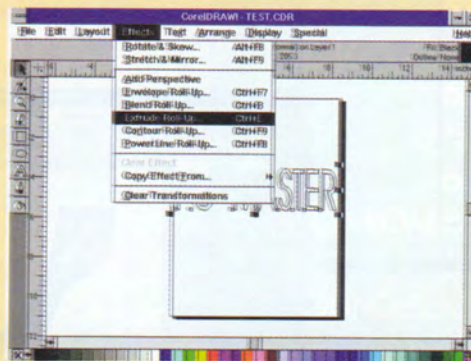 CorelDRAW! - TEST.CDR
File Edit Layout Effects Text Arrange Display Special
Rotate & Skew... Alt+F8
Stretch & Mirror... Alt+F9
Add Perspective
Envelope Roll-Up... Ctrl+F7
Blend Roll-Up... Ctrl+B
Extrude Roll-Up... Ctrl+E
Contour Roll-Up... Ctrl+F9
PowerLine Roll-Up... Ctrl+F8
Clear Effect
Copy Effect From...
Clear Transformations